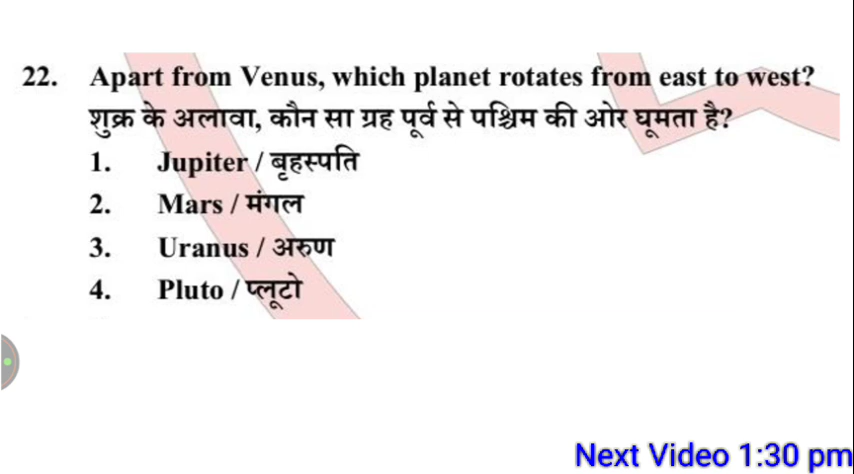 22. Apart from Venus, which planet rotates from east to west?
शुक्र के अलावा, कौन सा ग्रह पूर्व से पश्चिम की ओर घूमता है?
1. Jupiter / बृहस्पति
2. Mars / मंगल
3. Uranus / अरुण
4. Pluto / प्लूटो
Next Video 1:30 pm